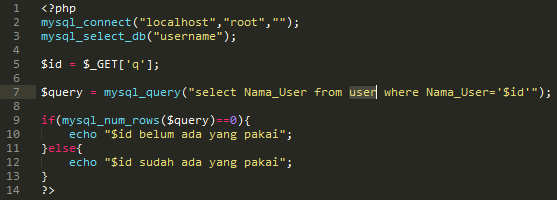 1 <?php
2 mysql_connect("localhost","root","");
3 mysql_select_db("username");
4
5 $id = $_GET['q'];
6
7 $query = mysql_query("select Nama_User from user where Nama_User='$id'");
8
9 if(mysql_num_rows($query)==0){
10 echo "$id belum ada yang pakai";
11 }else{
12 echo "$id sudah ada yang pakai";
13 }
14 ?>